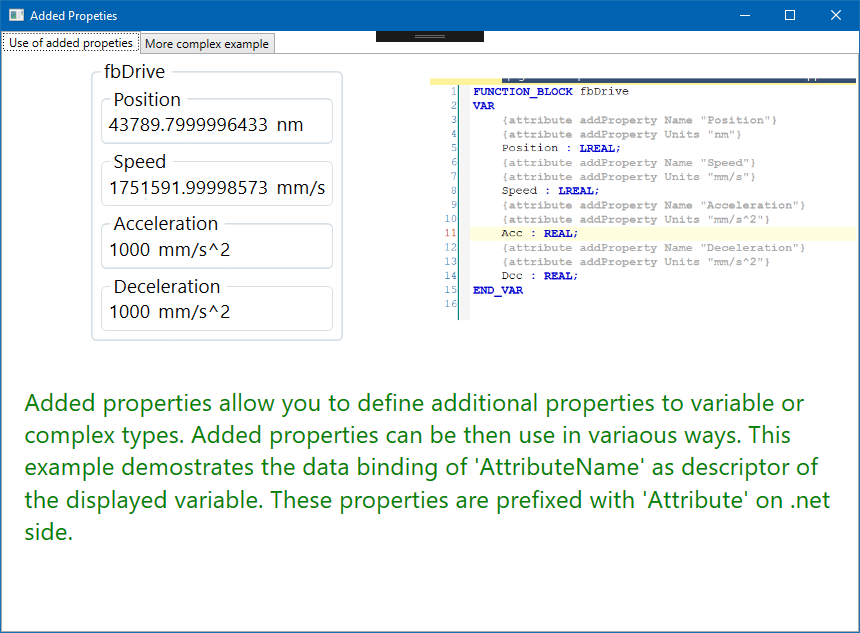 Added Propeties
Use of added propeties
More complex example
fbDrive
Position
43789.7999996433 nm
Speed
1751591.99998573 mm/s
Acceleration
1000 mm/s^2
Deceleration
1000 mm/s^2
1 FUNCTION_BLOCK fbDrive
2 VAR
3 {attribute addProperty Name "Position"}
4 {attribute addProperty Units "nm"}
5 Position : LREAL;
6 {attribute addProperty Name "Speed"}
7 {attribute addProperty Units "mm/s"}
8 Speed : LREAL;
9 {attribute addProperty Name "Acceleration"}
10 {attribute addProperty Units "mm/s^2"}
11 Acc : REAL;
12 {attribute addProperty Name "Deceleration"}
13 {attribute addProperty Units "mm/s^2"}
14 Dcc : REAL;
15 END_VAR
16
Added properties allow you to define additional properties to variable or
complex types. Added properties can be then use in variaous ways. This
example demostrates the data binding of 'AttributeName' as descriptor of
the displayed variable. These properties are prefixed with 'Attribute' on .net
side.